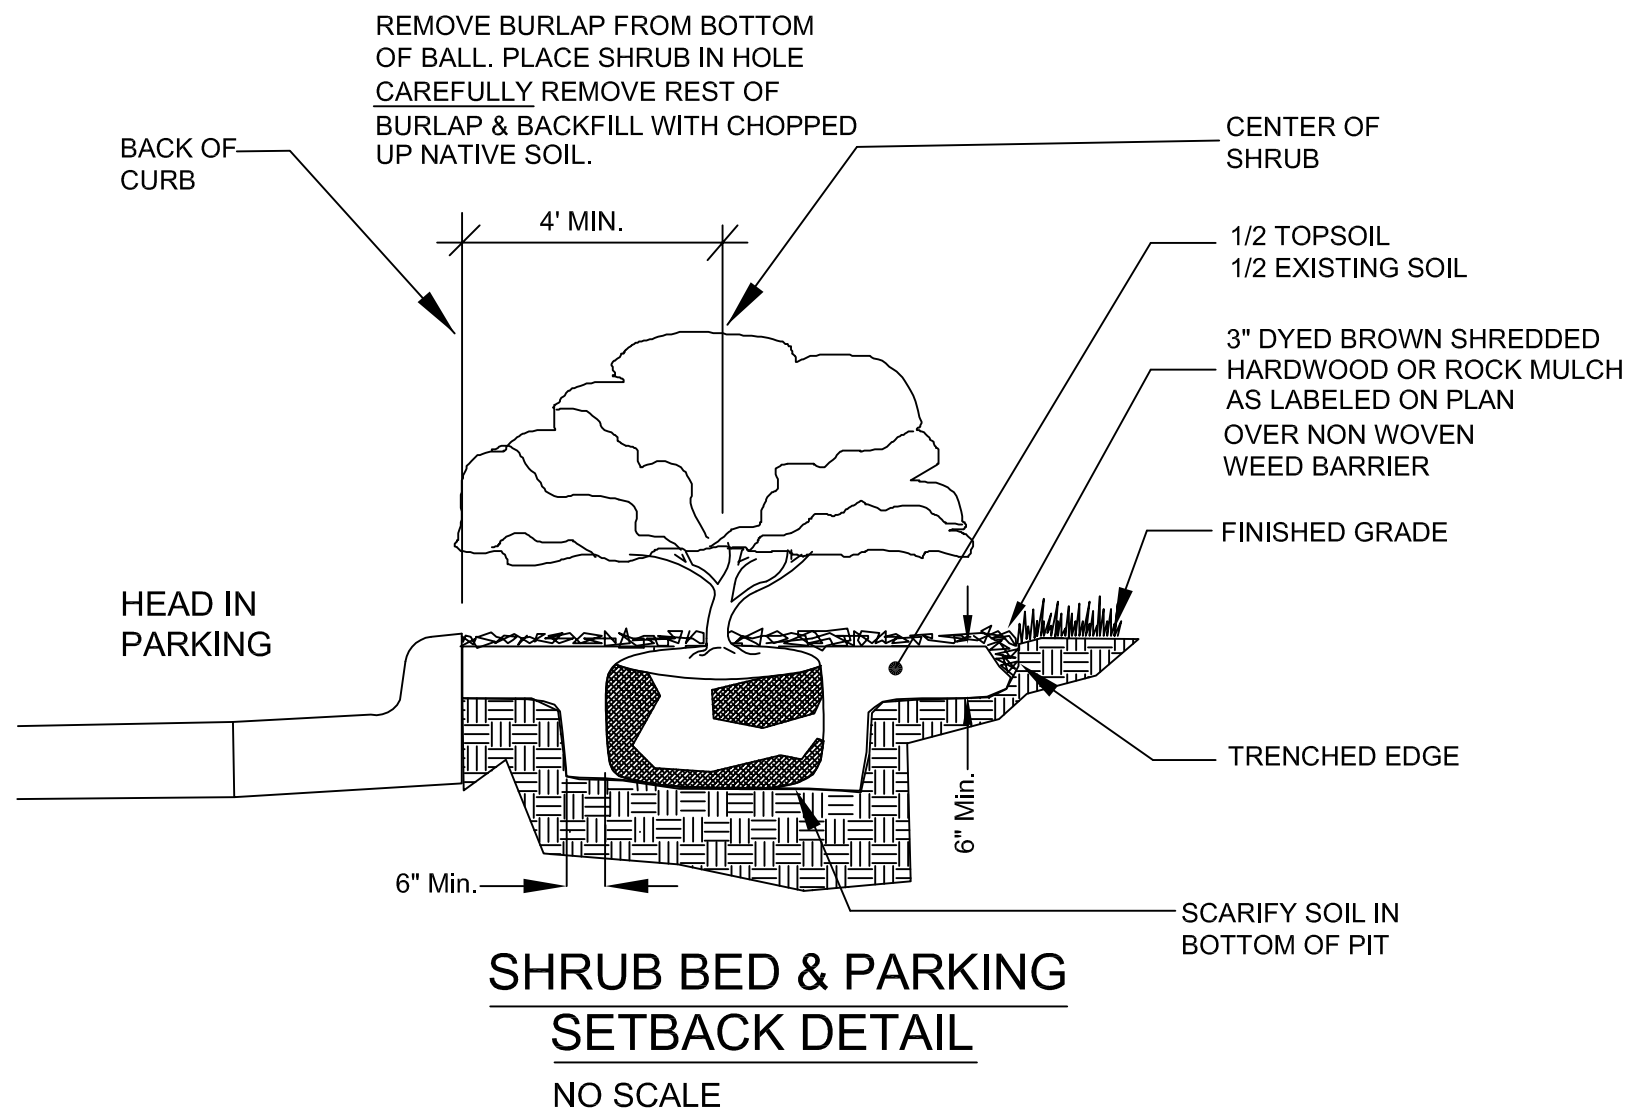 REMOVE BURLAP FROM BOTTOM
OF BALL. PLACE SHRUB IN HOLE
CAREFULLY REMOVE REST OF
BURLAP & BACKFILL WITH CHOPPED
UP NATIVE SOIL.
BACK OF
CURB
4' MIN.
CENTER OF
SHRUB
1/2 TOPSOIL
1/2 EXISTING SOIL
3" DYED BROWN SHREDDED
HARDWOOD OR ROCK MULCH
AS LABELED ON PLAN
OVER NON WOVEN
WEED BARRIER
FINISHED GRADE
HEAD IN
PARKING
TRENCHED EDGE
6" Min.
6" Min.
SCARIFY SOIL IN
BOTTOM OF PIT
SHRUB BED & PARKING
SETBACK DETAIL
NO SCALE